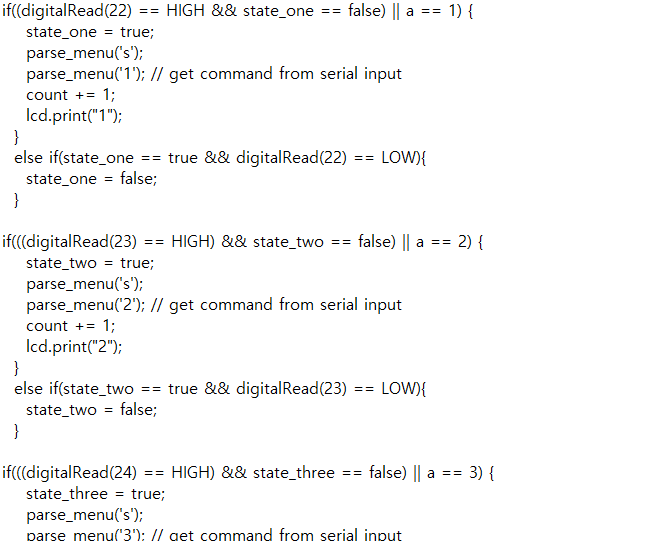 if((digitalRead(22) == HIGH && state_one == false) || a == 1) {
state_one = true;
parse_menu('s');
parse_menu('1'); // get command from serial input
count += 1;
lcd.print("1");
}
else if(state_one == true && digitalRead(22) == LOW){
state_one = false;
}
if(((digitalRead(23) == HIGH) && state_two == false) || a == 2) {
state_two = true;
parse_menu('s');
parse_menu('2'); // get command from serial input
count += 1;
lcd.print("2");
}
else if(state_two == true && digitalRead(23) == LOW){
state_two = false;
}
if(((digitalRead(24) == HIGH) && state_three == false) || a == 3) {
state_three = true;
parse_menu('s');
parse_menu('3'); // get command from serial input